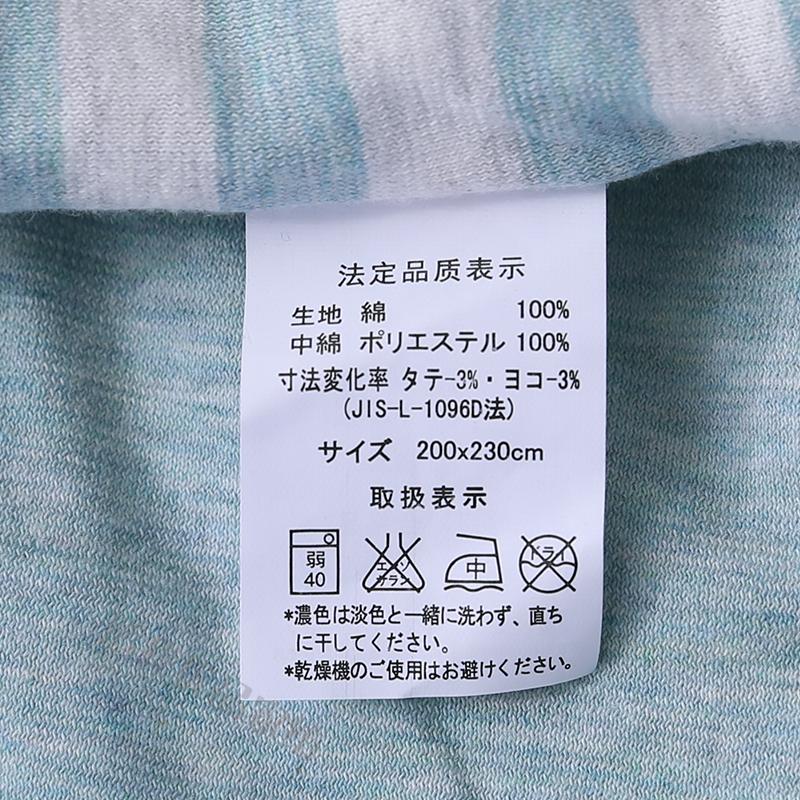 法定品质表示
生地 綿 100%
中綿 ポリエステル 100%
寸法変化率 タテ-3%・ヨコ-3%
(JIS-L-1096D法)
サイズ 200x230cm
取扱表示
弱
40
エンソ
サラシ
中
ドライ
*濃色は淡色と一緒に洗わず、直ち
に干してください。
*乾燥機のご使用はお避けください。